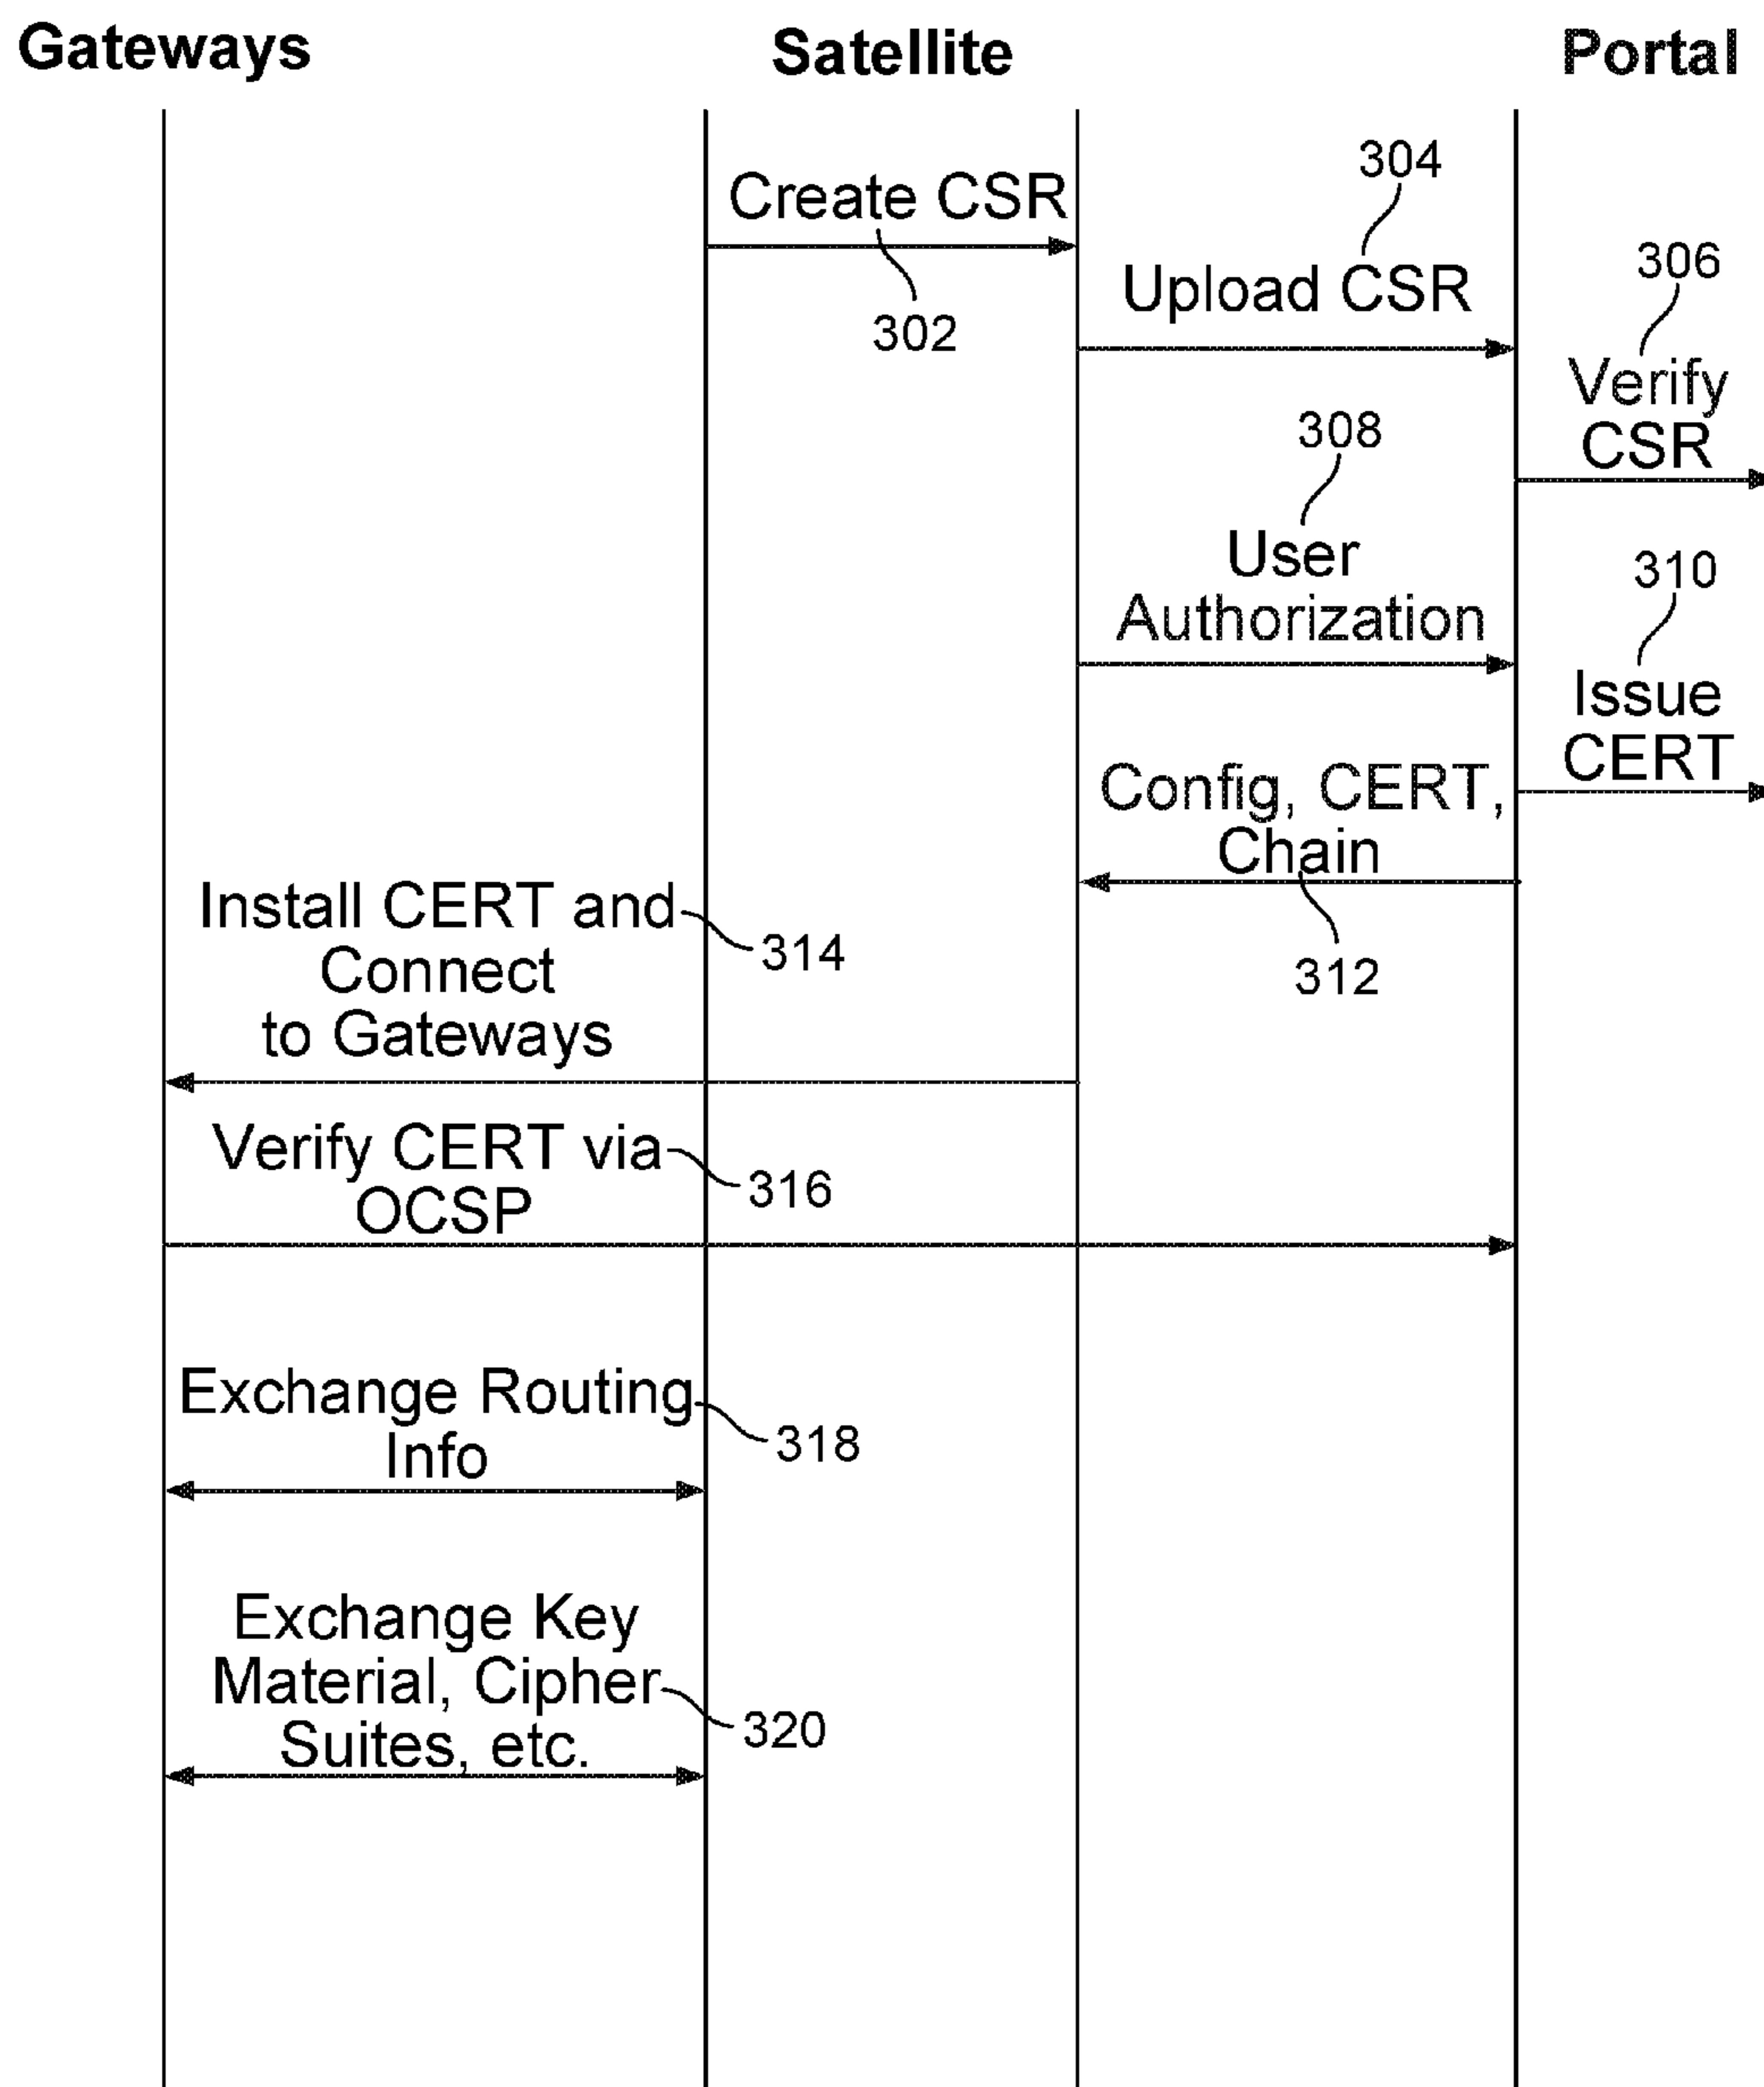 Gateways
Satellite
Portal
304
Create CSR
306
Upload CSR
302
Verify
CSR
308
User
Authorization
310
Issue
CERT
Config, CERT,
Chain
Install CERT and
Connect
to Gateways
314
312
Verify CERT via
OCSP
316
Exchange Routing
Info
318
Exchange Key
Material, Cipher
Suites, etc.
320